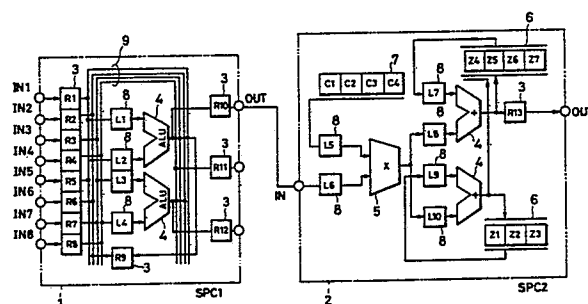 9
3
IN1
IN2
IN3
IN4
IN5
IN6
IN7
IN8
R1
R2
R3
R4
R5
R6
R7
R8
8
L1
8
L2
L3
8
L4
8
4
ALU
ALU
4
R9
3
3
R10
OUT
3
R11
3
R12
1
SPC1
C1 C2 C3 C4
7
L5
8
IN
L6
8
X
5
8
L7
L8
8
L9
L10
8
+
4
4
+
6
Z4 Z5 Z6 Z7
3
R13
OUT
6
Z1 Z2 Z3
2
SPC2